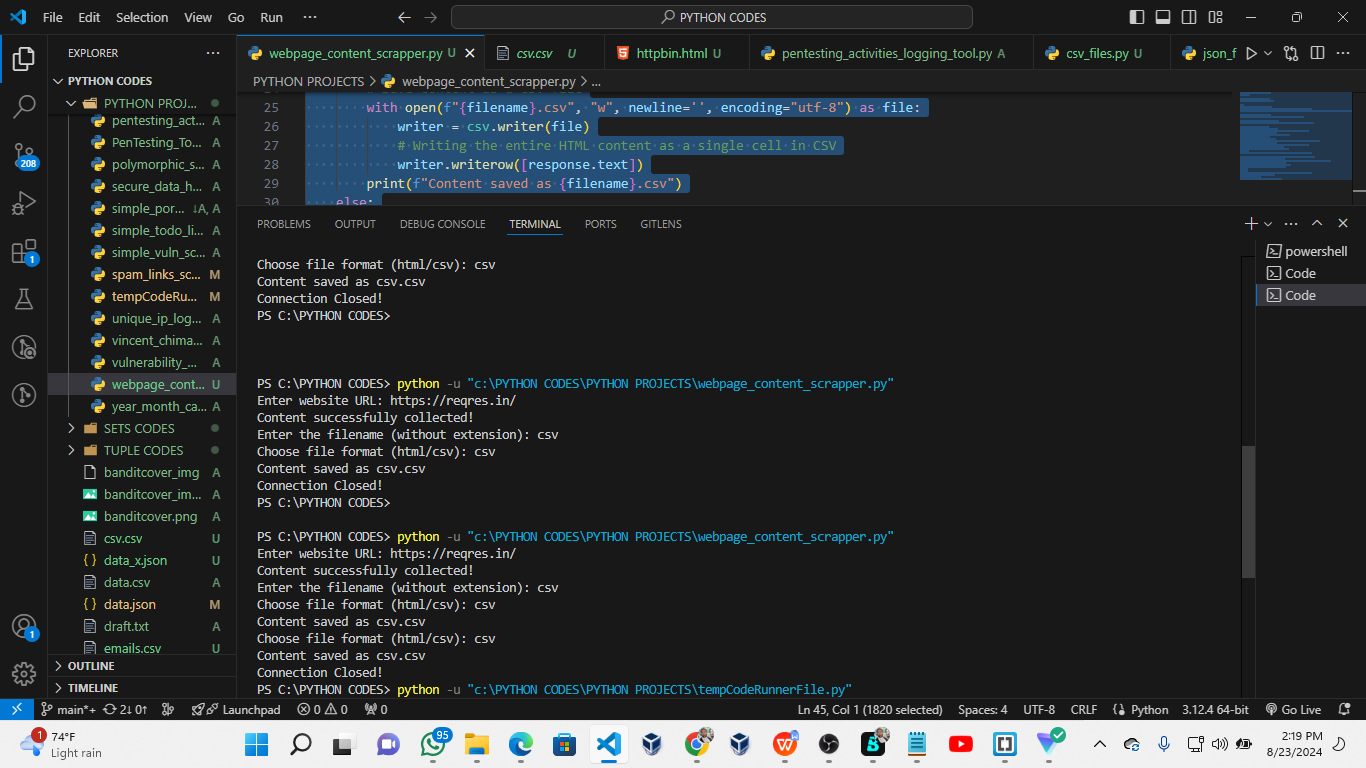 File Edit Selection View Go Run ··· PYTHON CODES
EXPLORER ···
PYTHON CODES
PYTHON PROJ...
pentesting_act... A
PenTesting_To... A
polymorphic_s... A
secure_data_h... A
simple_por... ↓A, A
simple_todo_li... A
simple_vuln_sc... A
spam_links_sc... M
tempCodeRu... M
unique_ip_log... A
vincent_chima... A
vulnerability_... A
webpage_cont... U
year_month_ca... A
SETS CODES
TUPLE CODES
banditcover_img A
banditcover_im... A
banditcover.png A
csv.csv U
data_x.json U
data.csv A
data.json M
draft.txt A
emails.csv U
OUTLINE
TIMELINE
208
1
1
webpage_content_scrapper.py U csv.csv U httpbin.html U pentesting_activities_logging_tool.py A csv_files.py U json_f
PYTHON PROJECTS > webpage_content_scrapper.py > ...
25 with open(f"{filename}.csv", "w", newline='', encoding="utf-8") as file:
26 writer = csv.writer(file)
27 # Writing the entire HTML content as a single cell in CSV
28 writer.writerow([response.text])
29 print(f"Content saved as {filename}.csv")
30 else:
PROBLEMS OUTPUT DEBUG CONSOLE TERMINAL PORTS GITLENS
powershell
Code
Code
Choose file format (html/csv): csv
Content saved as csv.csv
Connection Closed!
PS C:\PYTHON CODES>
PS C:\PYTHON CODES> python -u "c:\PYTHON CODES\PYTHON PROJECTS\webpage_content_scrapper.py"
Enter website URL: https://reqres.in/
Content successfully collected!
Enter the filename (without extension): csv
Choose file format (html/csv): csv
Content saved as csv.csv
Connection Closed!
PS C:\PYTHON CODES>
PS C:\PYTHON CODES> python -u "c:\PYTHON CODES\PYTHON PROJECTS\webpage_content_scrapper.py"
Enter website URL: https://reqres.in/
Content successfully collected!
Enter the filename (without extension): csv
Choose file format (html/csv): csv
Content saved as csv.csv
Choose file format (html/csv): csv
Content saved as csv.csv
Connection Closed!
PS C:\PYTHON CODES> python -u "c:\PYTHON CODES\PYTHON PROJECTS\tempCodeRunnerFile.py"
main*+ 2↓ 0↑ Launchpad 0 0 0 Ln 45, Col 1 (1820 selected) Spaces: 4 UTF-8 CRLF Python 3.12.4 64-bit Go Live
1 74°F
Light rain
95
2:19 PM
8/23/2024